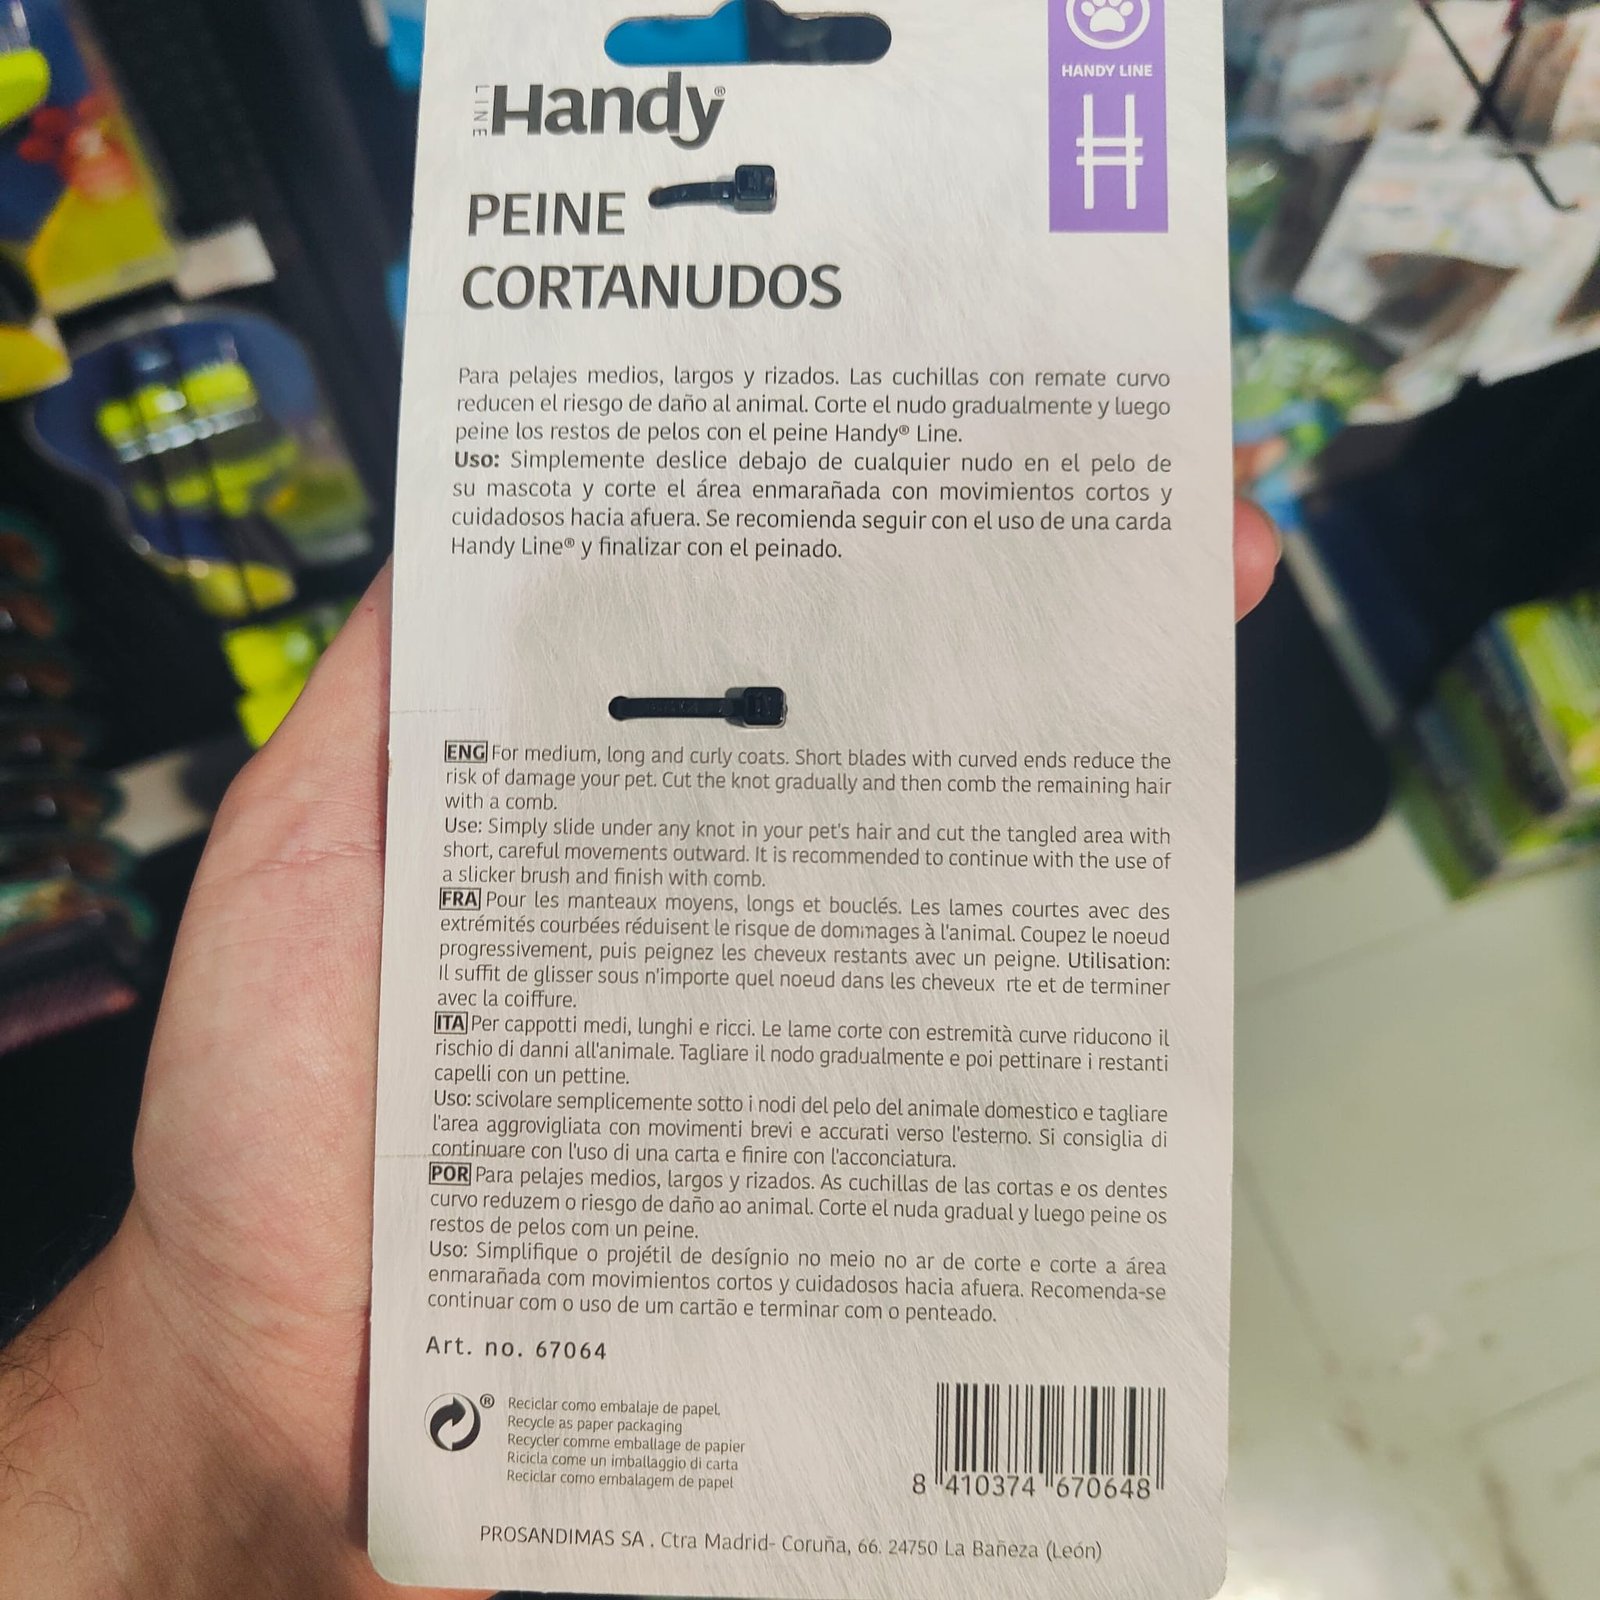 HANDY LINE
LINE Handy®
PEINE
CORTANUDOS
Para pelajes medios, largos y rizados. Las cuchillas con remate curvo
reducen el riesgo de daño al animal. Corte el nudo gradualmente y luego
peine los restos de pelos con el peine Handy® Line.
Uso: Simplemente deslice debajo de cualquier nudo en el pelo de
su mascota y corte el área enmarañada con movimientos cortos y
cuidadosos hacia afuera. Se recomienda seguir con el uso de una carda
Handy Line® y finalizar con el peinado.
ENG For medium, long and curly coats. Short blades with curved ends reduce the
risk of damage your pet. Cut the knot gradually and then comb the remaining hair
with a comb.
Use: Simply slide under any knot in your pet's hair and cut the tangled area with
short, careful movements outward. It is recommended to continue with the use of
a slicker brush and finish with comb.
FRA Pour les manteaux moyens, longs et bouclés. Les lames courtes avec des
extrémités courbées réduisent le risque de dommages à l'animal. Coupez le noeud
progressivement, puis peignez les cheveux restants avec un peigne. Utilisation:
Il suffit de glisser sous n'importe quel noeud dans les cheveux rte et de terminer
avec la coiffure.
ITA Per cappotti medi, lunghi e ricci. Le lame corte con estremità curve riducono il
rischio di danni all'animale. Tagliare il nodo gradualmente e poi pettinare i restanti
capelli con un pettine.
Uso: scivolare semplicemente sotto i nodi del pelo del animale domestico e tagliare
l'area aggrovigliata con movimenti brevi e accurati verso l'esterno. Si consiglia di
continuare con l'uso di una carta e finire con l'acconciatura.
POR Para pelajes medios, largos y rizados. As cuchillas de las cortas e os dentes
curvo reduzem o riesgo de daño ao animal. Corte el nuda gradual y luego peine os
restos de pelos com un peine.
Uso: Simplifique o projétil de desígnio no meio no ar de corte e corte a área
enmarañada com movimientos cortos y cuidadosos hacia afuera. Recomenda-se
continuar com o uso de um cartão e terminar com o penteado.
Art. no. 67064
® Reciclar como embalaje de papel,
Recycle as paper packaging
Recycler comme emballage de papier
Ricicla come un imballaggio di carta
Reciclar como embalagem de papel
8 410374 670648
PROSANDIMAS SA . Ctra Madrid- Coruña, 66. 24750 La Bañeza (León)